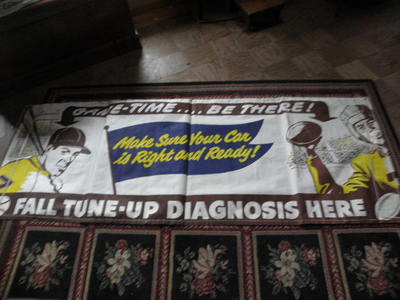 GAME-TIME... BE THERE!
Make Sure Your Car
is Right and Ready!
FALL TUNE-UP DIAGNOSIS HERE